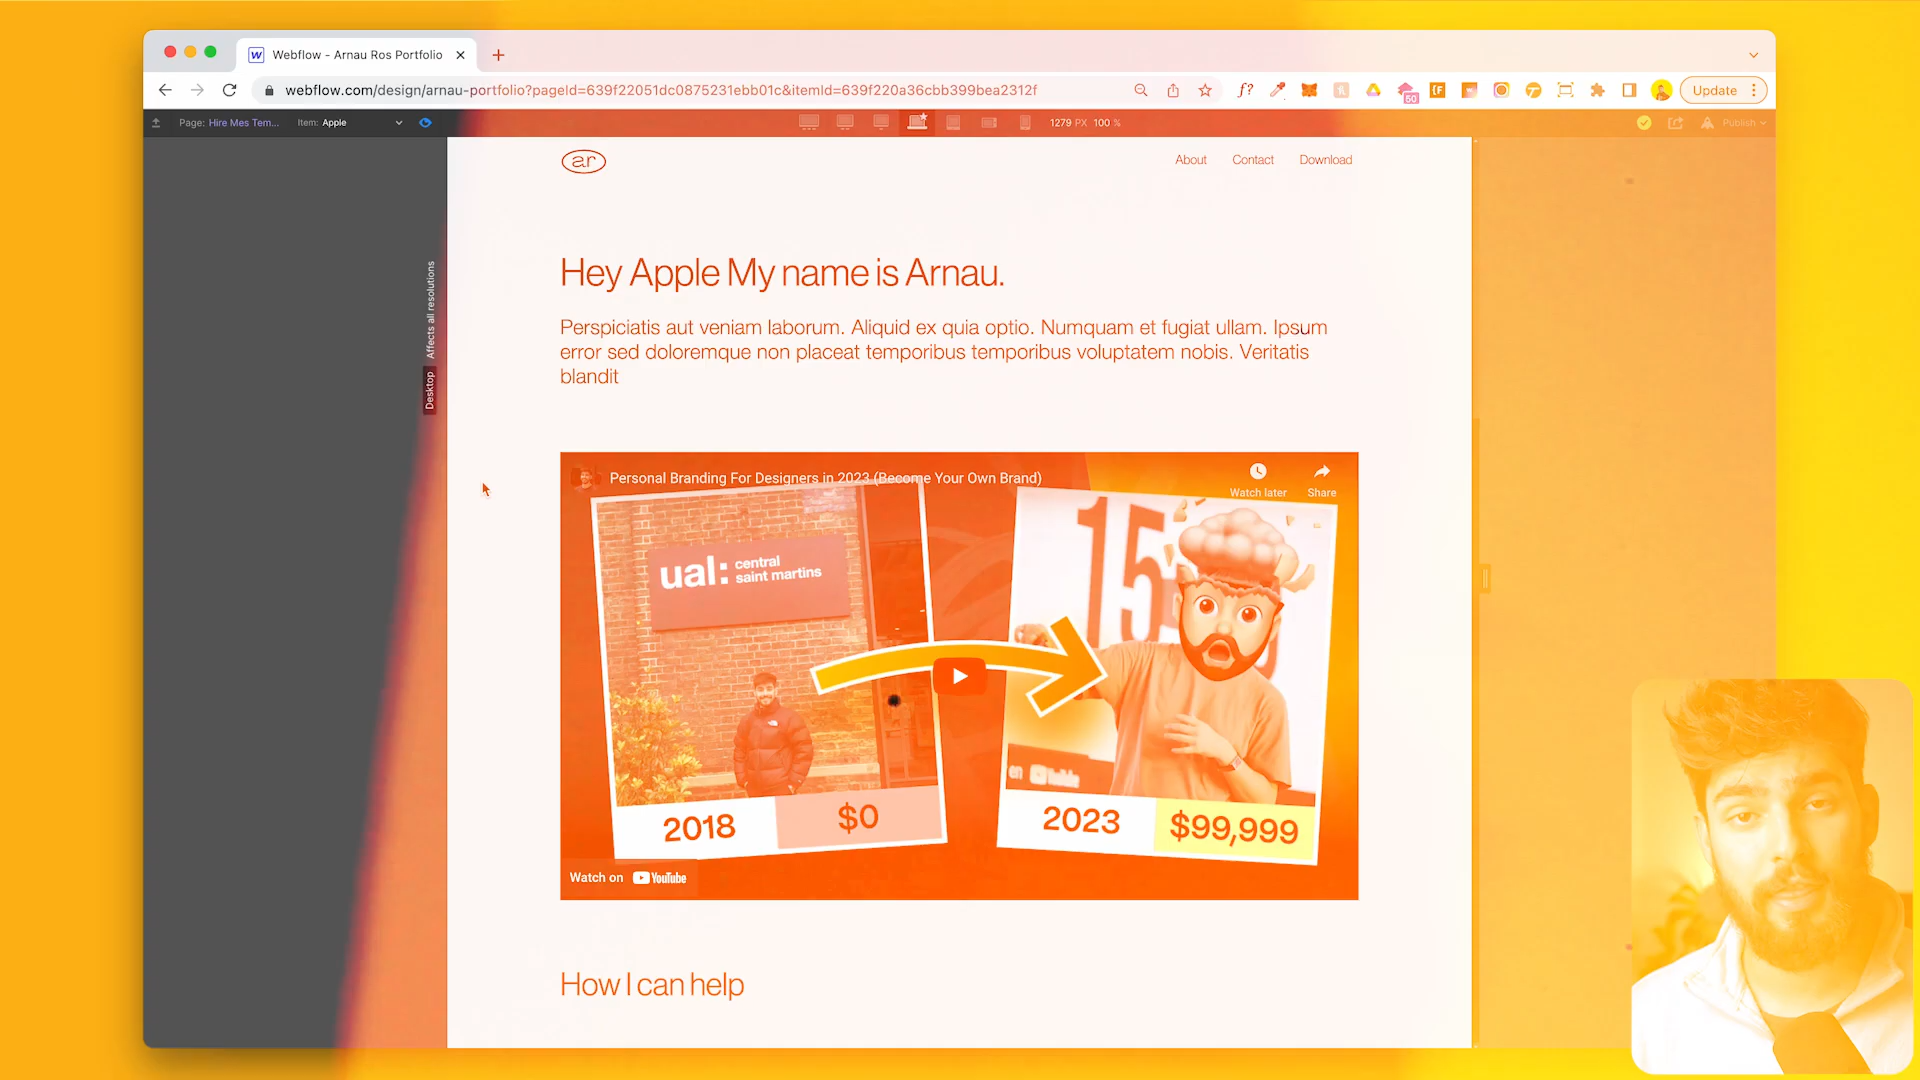 Webflow - Arnau Ros Portfolio
webflow.com/design/arnau-portfolio?pageId=639f22051dc0875231ebb01c&itemId=639f220a36cbb399bea2312f
Update
Page: Hire Mes Tem...
Item: Apple
1279 PX 100 %
Publish
ar
About
Contact
Download
Affects all resolutions
Desktop
Hey Apple My name is Arnau.
Perspiciatis aut veniam laborum. Aliquid ex quia optio. Numquam et fugiat ullam. Ipsum
error sed doloremque non placeat temporibus temporibus voluptatem nobis. Veritatis
blandit
Personal Branding For Designers in 2023 (Become Your Own Brand)
Watch later
Share
ual: central
saint martins
15
en YouTube
2018
$0
2023
$99,999
Watch on YouTube
How I can help